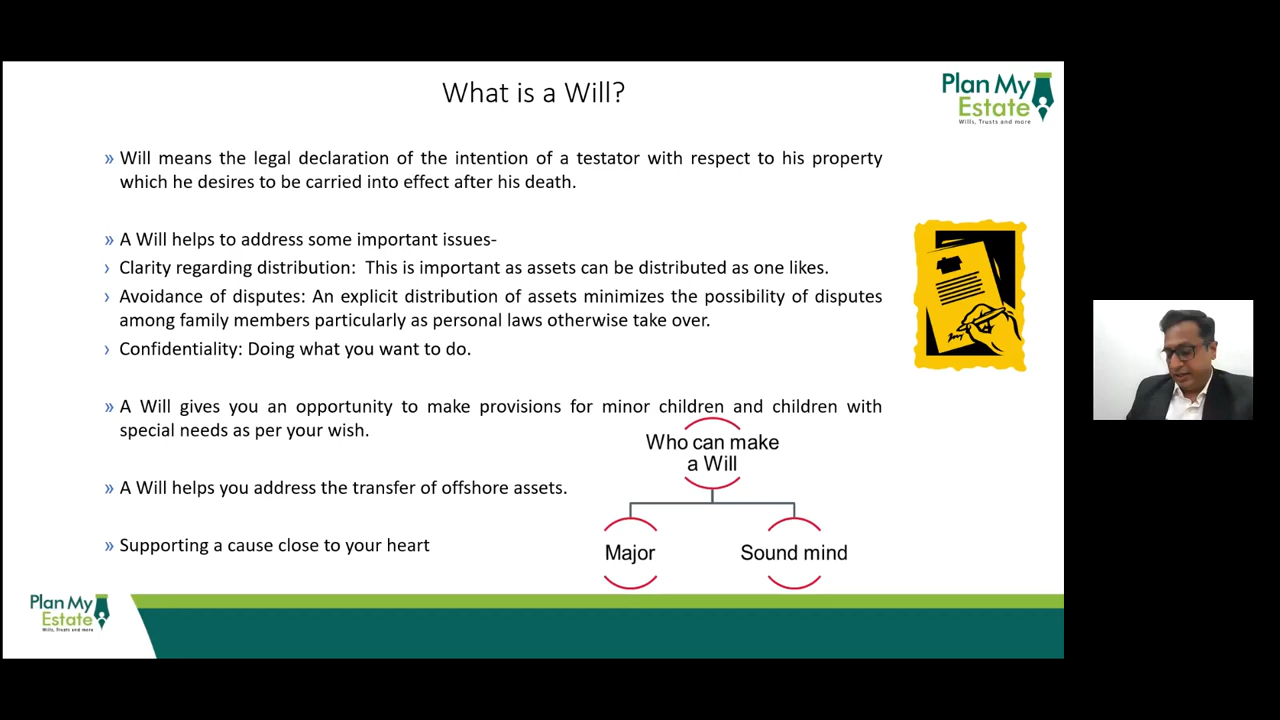 What is a Will?
Plan My
Estate
Wills, Trusts and more
» Will means the legal declaration of the intention of a testator with respect to his property
which he desires to be carried into effect after his death.
» A Will helps to address some important issues-
› Clarity regarding distribution: This is important as assets can be distributed as one likes.
› Avoidance of disputes: An explicit distribution of assets minimizes the possibility of disputes
among family members particularly as personal laws otherwise take over.
› Confidentiality: Doing what you want to do.
» A Will gives you an opportunity to make provisions for minor children and children with
special needs as per your wish.
» A Will helps you address the transfer of offshore assets.
» Supporting a cause close to your heart
Who can make
a Will
Major
Sound mind
Plan My
Estate
Wills, Trusts and more